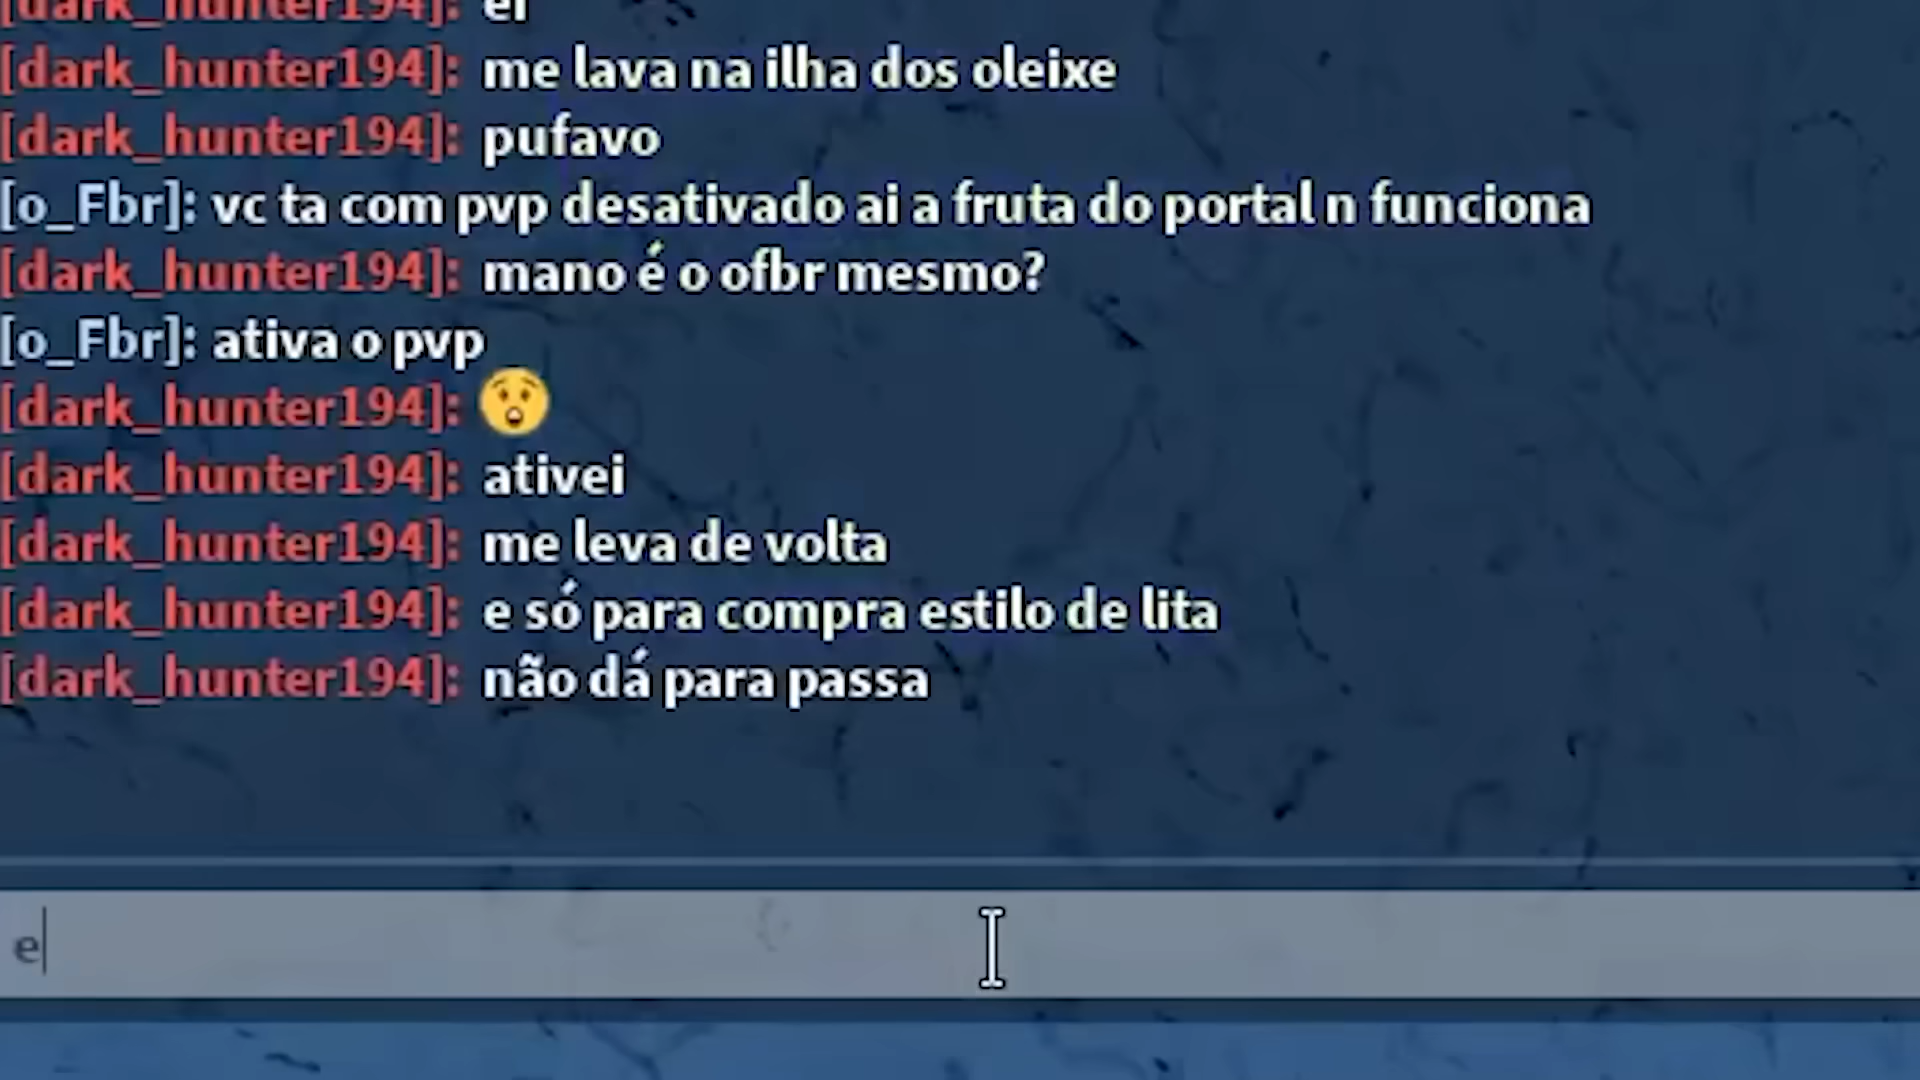 [dark_hunter194]: ei
[dark_hunter194]: me lava na ilha dos oleixe
[dark_hunter194]: pufavo
[o_Fbr]: vc ta com pvp desativado ai a fruta do portal n funciona
[dark_hunter194]: mano é o ofbr mesmo?
[o_Fbr]: ativa o pvp
[dark_hunter194]: 😲
[dark_hunter194]: ativei
[dark_hunter194]: me leva de volta
[dark_hunter194]: e só para compra estilo de lita
[dark_hunter194]: não dá para passa
e